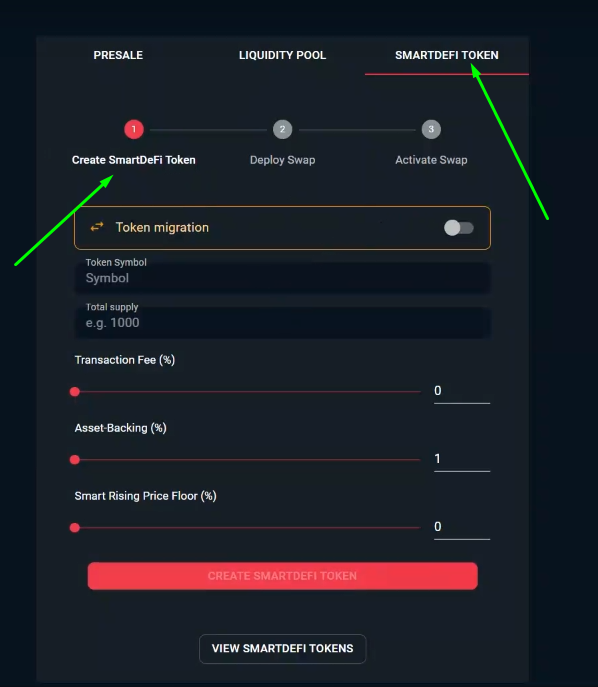 PRESALE LIQUIDITY POOL SMARTDEFI TOKEN
1 2 3
Create SmartDeFi Token Deploy Swap Activate Swap
Token migration
Token Symbol
Symbol
Total supply
e.g. 1000
Transaction Fee (%)
0
Asset-Backing (%)
1
Smart Rising Price Floor (%)
0
CREATE SMARTDEFI TOKEN
VIEW SMARTDEFI TOKENS